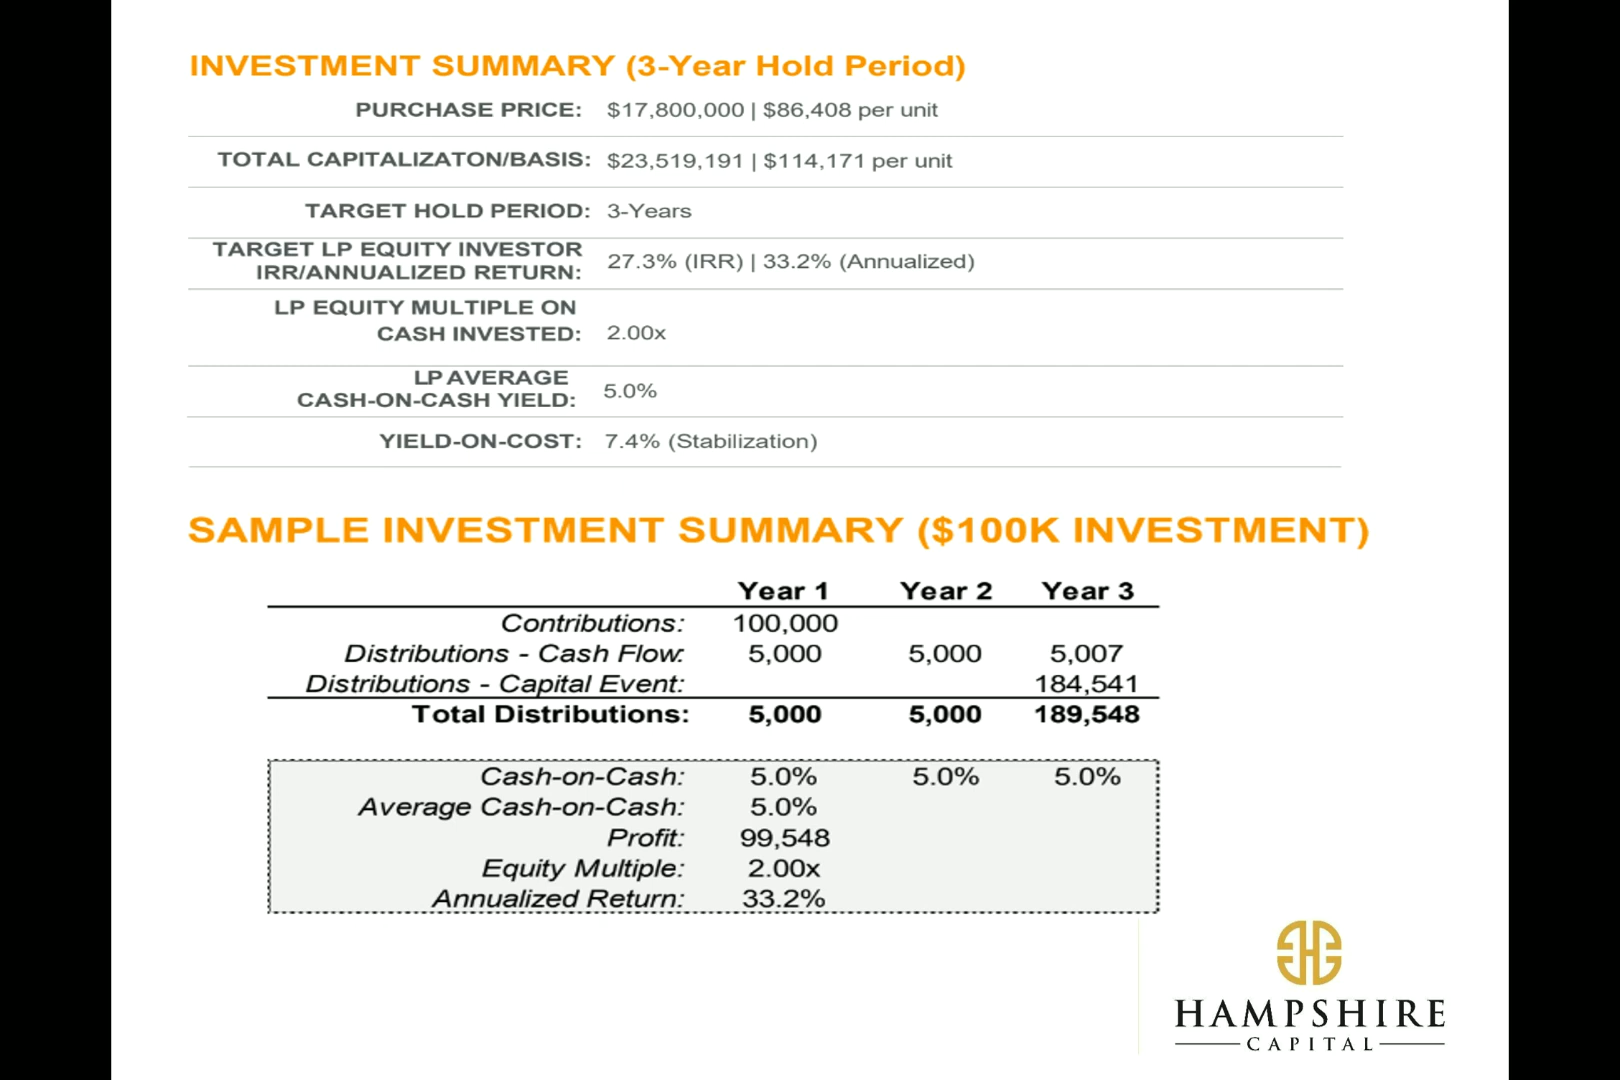 INVESTMENT SUMMARY (3-Year Hold Period)
PURCHASE PRICE: $17,800,000 | $86,408 per unit
TOTAL CAPITALIZATON/BASIS: $23,519,191 | $114,171 per unit
TARGET HOLD PERIOD: 3-Years
TARGET LP EQUITY INVESTOR
IRR/ANNUALIZED RETURN: 27.3% (IRR) | 33.2% (Annualized)
LP EQUITY MULTIPLE ON
CASH INVESTED: 2.00x
LP AVERAGE
CASH-ON-CASH YIELD: 5.0%
YIELD-ON-COST: 7.4% (Stabilization)
SAMPLE INVESTMENT SUMMARY ($100K INVESTMENT)
Year 1 Year 2 Year 3
Contributions: 100,000
Distributions - Cash Flow: 5,000 5,000 5,007
Distributions - Capital Event: 184,541
Total Distributions: 5,000 5,000 189,548
Cash-on-Cash: 5.0% 5.0% 5.0%
Average Cash-on-Cash: 5.0%
Profit: 99,548
Equity Multiple: 2.00x
Annualized Return: 33.2%
HAMPSHIRE
CAPITAL